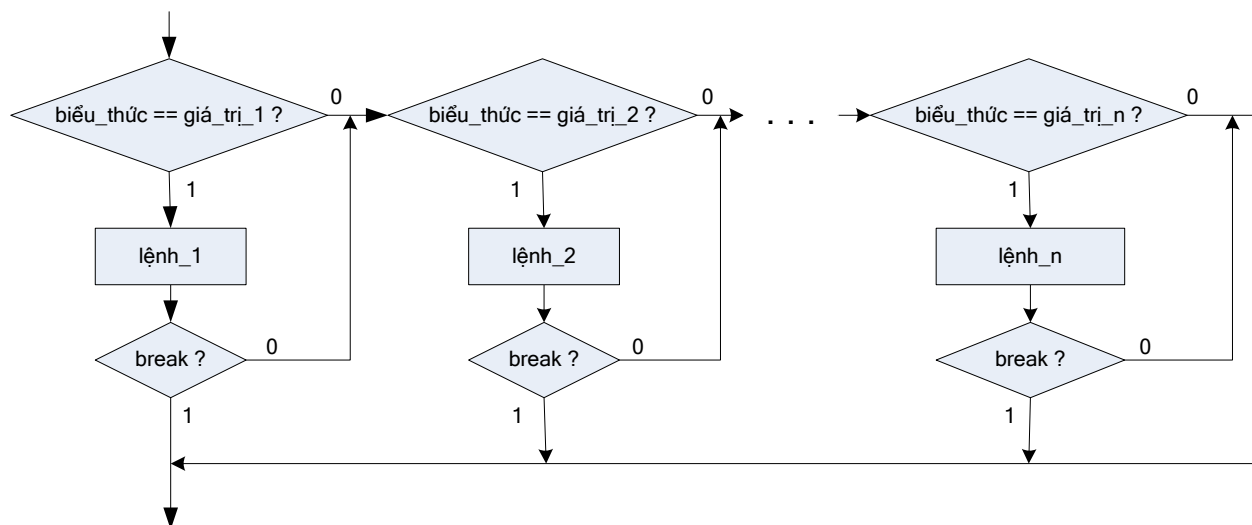 biểu_thức == giá_trị_1 ?
0
biểu_thức == giá_trị_2 ?
0
. . .
biểu_thức == giá_trị_n ?
0
1
1
1
lệnh_1
lệnh_2
lệnh_n
break ?
0
break ?
0
break ?
0
1
1
1